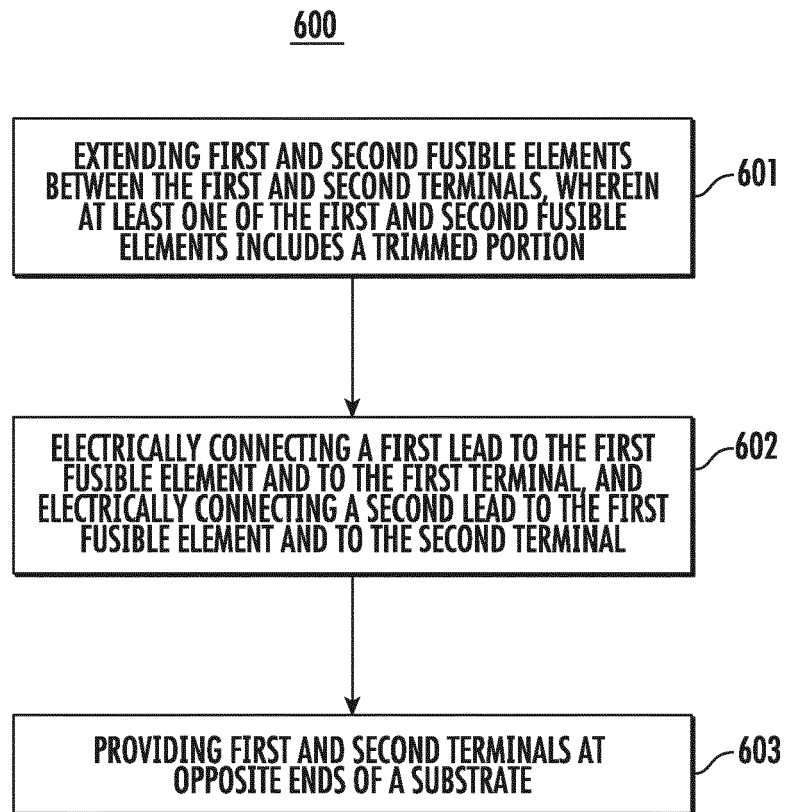 600
EXTENDING FIRST AND SECOND FUSIBLE ELEMENTS
BETWEEN THE FIRST AND SECOND TERMINALS, WHEREIN
AT LEAST ONE OF THE FIRST AND SECOND FUSIBLE
ELEMENTS INCLUDES A TRIMMED PORTION
601
ELECTRICALLY CONNECTING A FIRST LEAD TO THE FIRST
FUSIBLE ELEMENT AND TO THE FIRST TERMINAL, AND
ELECTRICALLY CONNECTING A SECOND LEAD TO THE FIRST
FUSIBLE ELEMENT AND TO THE SECOND TERMINAL
602
PROVIDING FIRST AND SECOND TERMINALS AT
OPPOSITE ENDS OF A SUBSTRATE
603